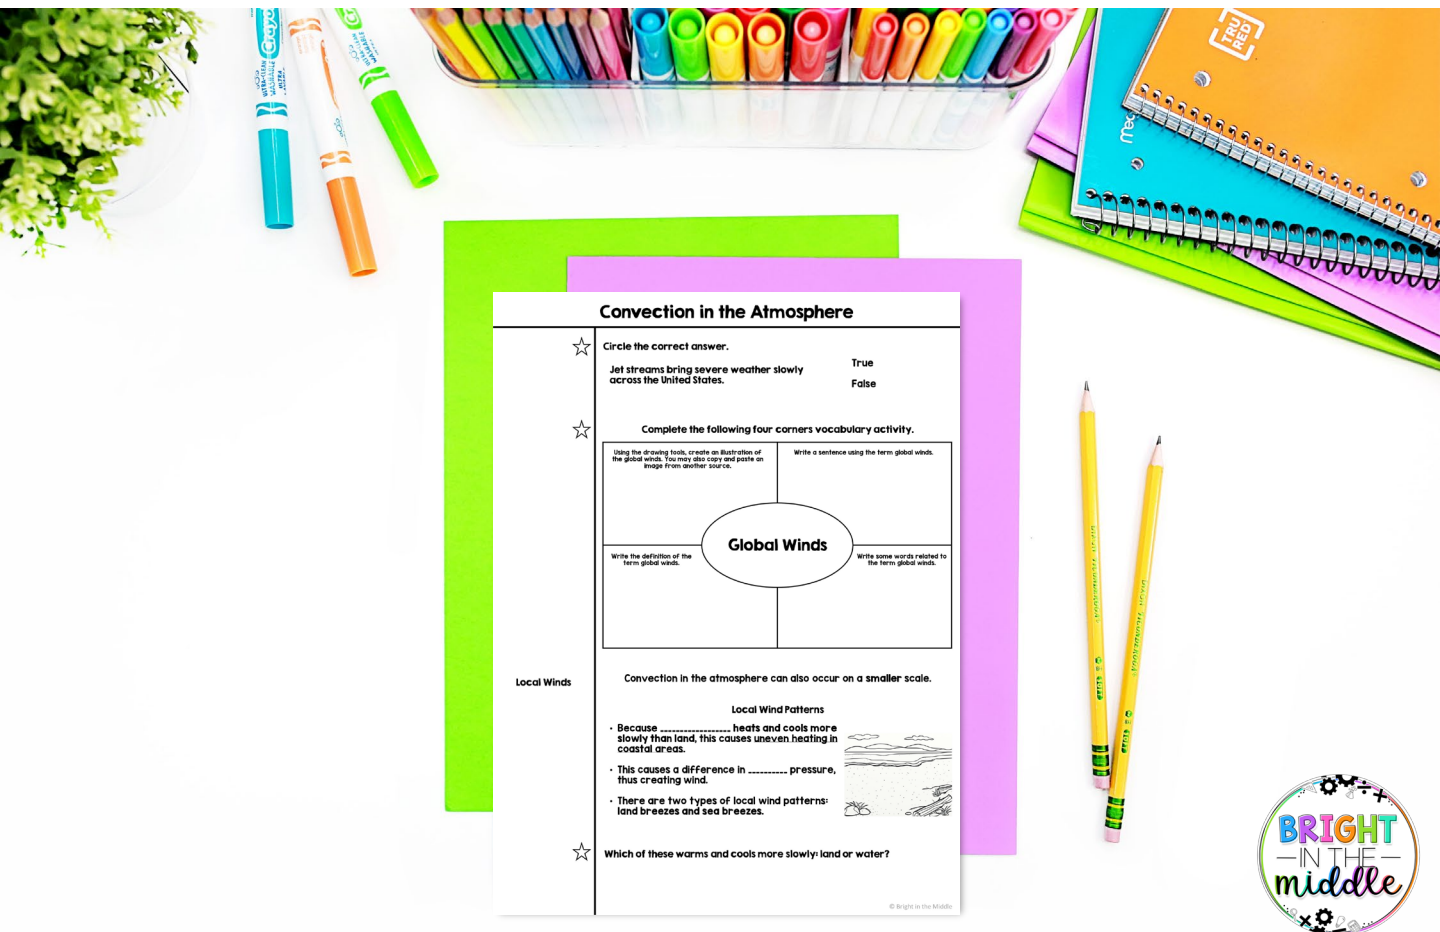 Crayola
ULTRA-CLEAN
WASHABLE
TRU
RED
Convection in the Atmosphere
Circle the correct answer.
Jet streams bring severe weather slowly
across the United States.
True
False
Complete the following four corners vocabulary activity.
Using the drawing tools, create an illustration of
the global winds. You may also copy and paste an
image from another source.
Write a sentence using the term global winds.
Global Winds
Write the definition of the
term global winds.
Write some words related to
the term global winds.
Local Winds
Convection in the atmosphere can also occur on a smaller scale.
Local Wind Patterns
• Because _________________ heats and cools more
slowly than land, this causes uneven heating in
coastal areas.
• This causes a difference in __________ pressure,
thus creating wind.
• There are two types of local wind patterns:
land breezes and sea breezes.
Which of these warms and cools more slowly: land or water?
© Bright in the Middle
BRIGHT
IN THE
middle